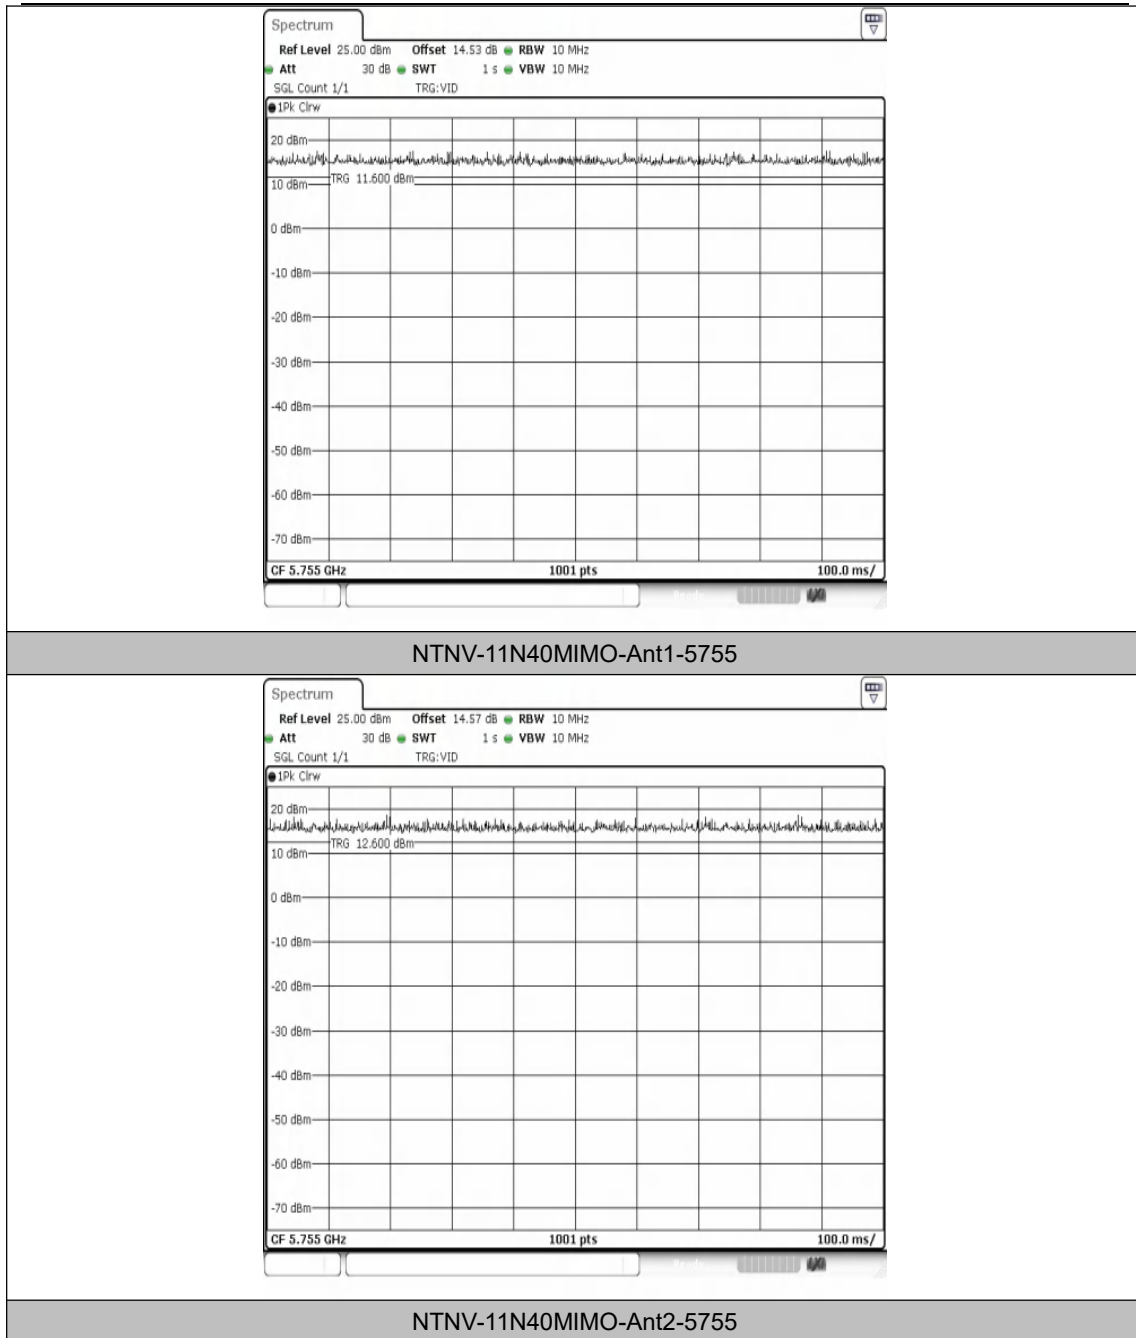 Spectrum
Ref Level 25.00 dBm Offset 14.53 dB RBW 10 MHz
Att 30 dB SWT 1 s VBW 10 MHz
SGL Count 1/1 TRG:VID
1Pk Clrw
20 dBm
TRG 11.600 dBm
10 dBm
0 dBm
-10 dBm
-20 dBm
-30 dBm
-40 dBm
-50 dBm
-60 dBm
-70 dBm
CF 5.755 GHz 1001 pts 100.0 ms/
NTNV-11N40MIMO-Ant1-5755
Spectrum
Ref Level 25.00 dBm Offset 14.57 dB RBW 10 MHz
Att 30 dB SWT 1 s VBW 10 MHz
SGL Count 1/1 TRG:VID
1Pk Clrw
20 dBm
TRG 12.600 dBm
10 dBm
0 dBm
-10 dBm
-20 dBm
-30 dBm
-40 dBm
-50 dBm
-60 dBm
-70 dBm
CF 5.755 GHz 1001 pts 100.0 ms/
NTNV-11N40MIMO-Ant2-5755